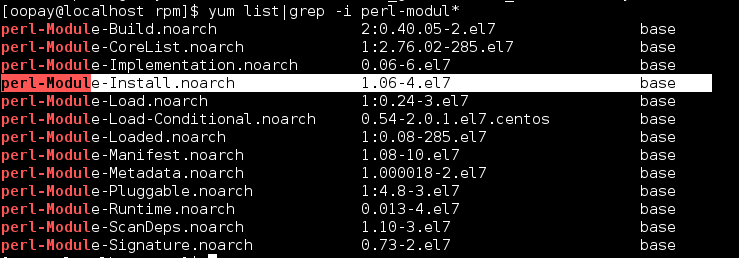 [oopay@localhost rpm]$ yum list|grep -i perl-modul*
perl-Module-Build.noarch 2:0.40.05-2.el7 base
perl-Module-CoreList.noarch 1:2.76.02-285.el7 base
perl-Module-Implementation.noarch 0.06-6.el7 base
perl-Module-Install.noarch 1.06-4.el7 base
perl-Module-Load.noarch 1:0.24-3.el7 base
perl-Module-Load-Conditional.noarch 0.54-2.0.1.el7.centos base
perl-Module-Loaded.noarch 1:0.08-285.el7 base
perl-Module-Manifest.noarch 1.08-10.el7 base
perl-Module-Metadata.noarch 1.000018-2.el7 base
perl-Module-Pluggable.noarch 1:4.8-3.el7 base
perl-Module-Runtime.noarch 0.013-4.el7 base
perl-Module-ScanDeps.noarch 1.10-3.el7 base
perl-Module-Signature.noarch 0.73-2.el7 base